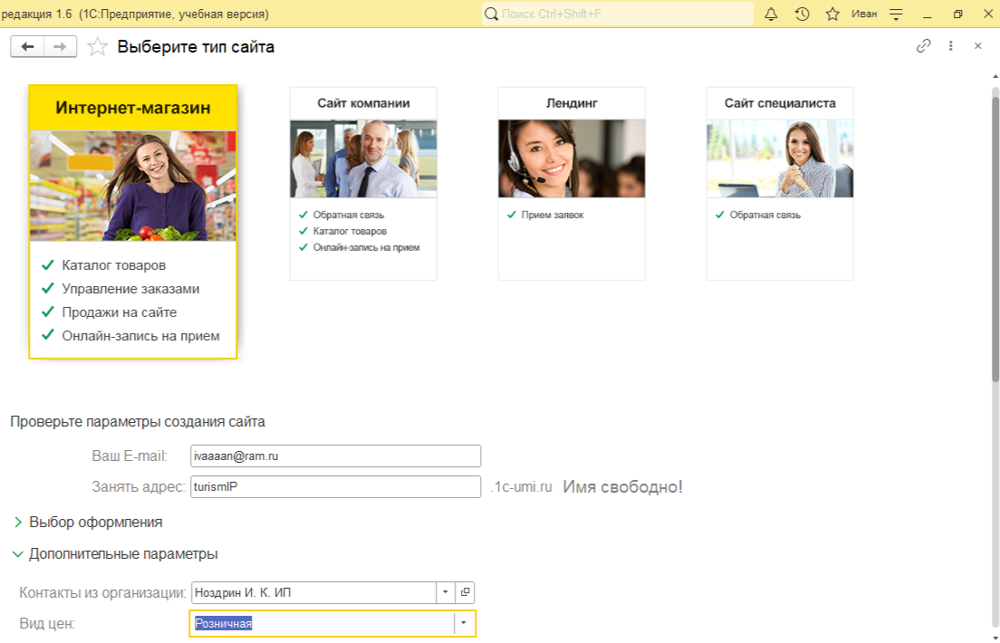 редакция 1.6 (1С:Предприятие, учебная версия)
Поиск Ctrl+Shift+F
Иван
Выберите тип сайта
Интернет-магазин
Каталог товаров
Управление заказами
Продажи на сайте
Онлайн-запись на прием
Сайт компании
Обратная связь
Каталог товаров
Онлайн-запись на прием
Лендинг
Прием заявок
Сайт специалиста
Обратная связь
Проверьте параметры создания сайта
Ваш E-mail: ivaaaan@ram.ru
Занять адрес: turismIP .1c-umi.ru Имя свободно!
Выбор оформления
Дополнительные параметры
Контакты из организации: Ноздрин И. К. ИП
Вид цен: Розничная